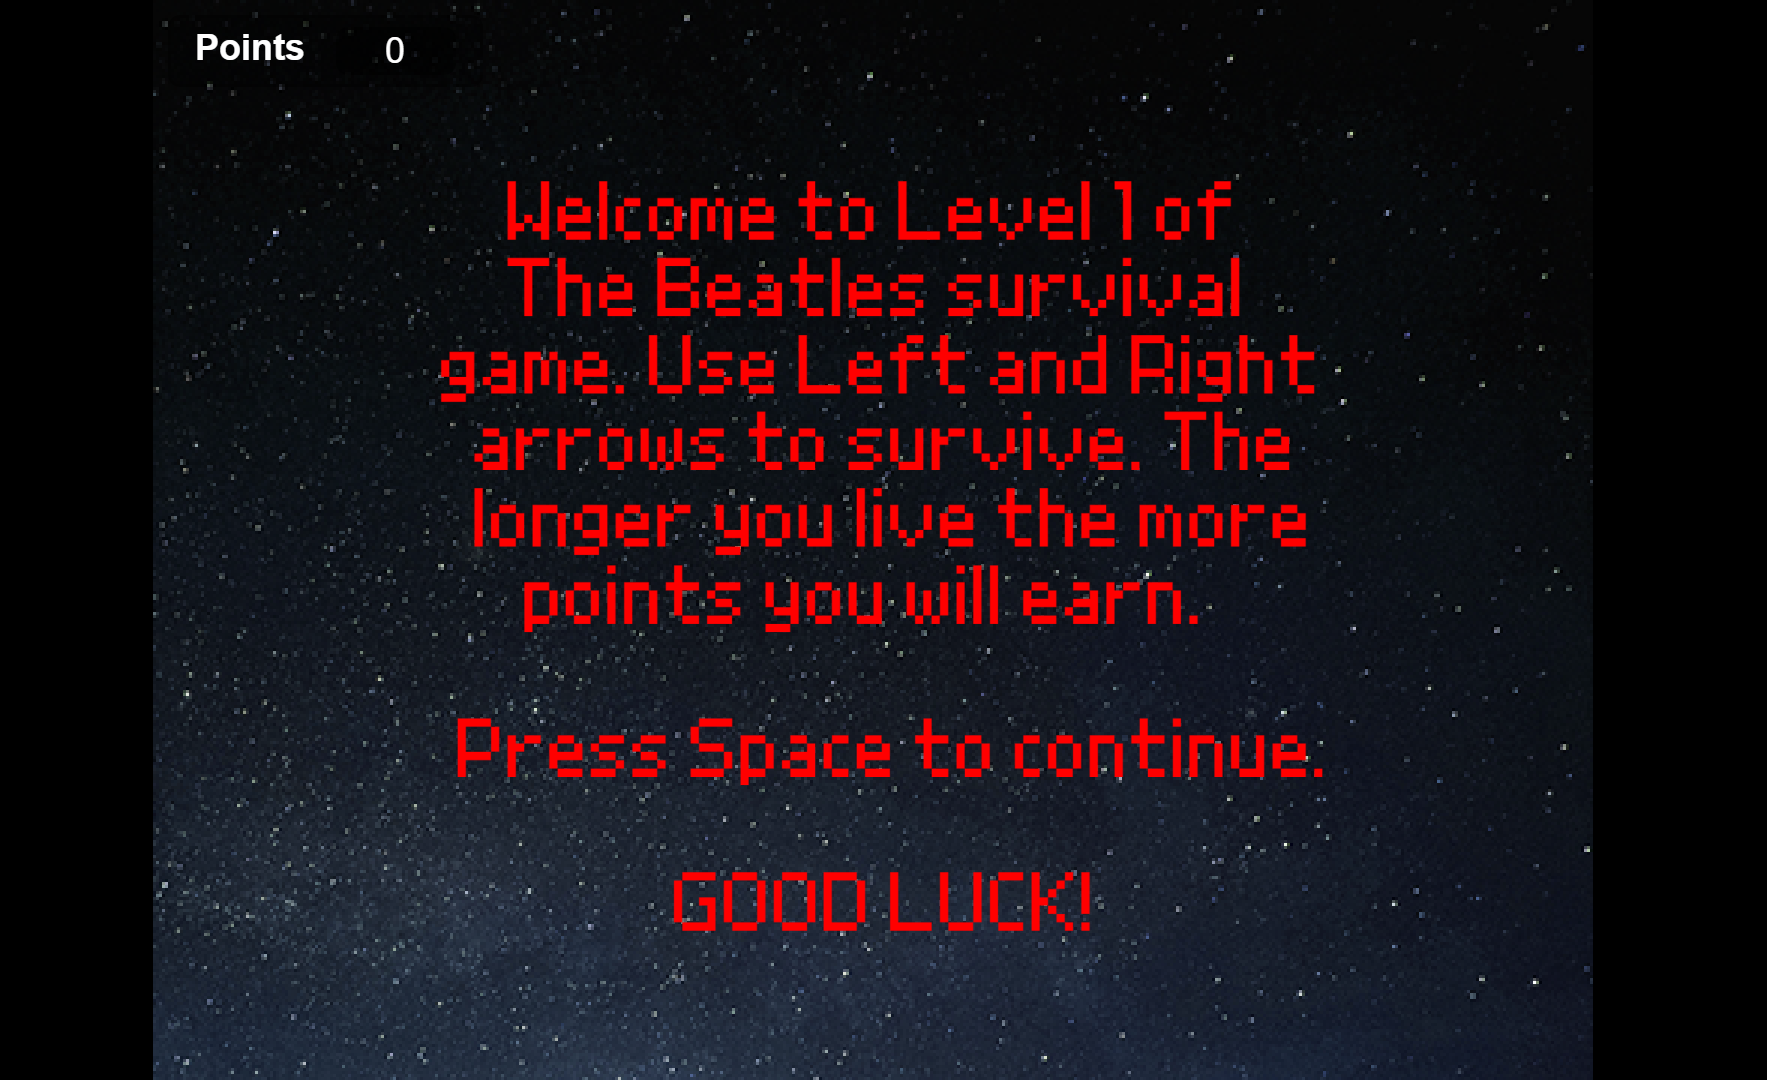 Points 0
Welcome to Level 1 of
The Beatles survival
game. Use Left and Right
arrows to survive. The
longer you live the more
points you will earn.
Press Space to continue.
GOOD LUCK!